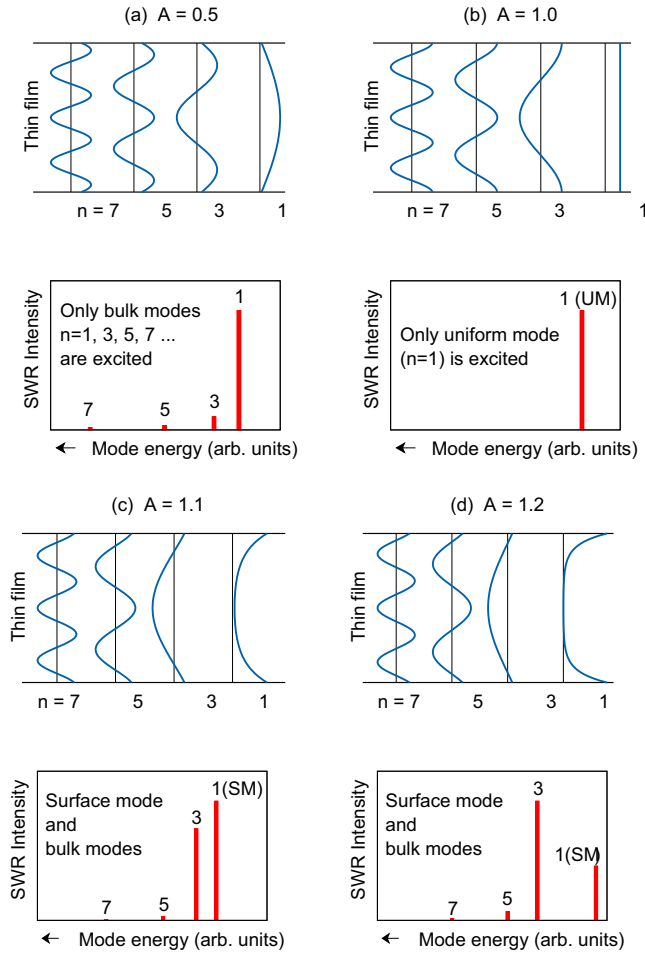 (a) A = 0.5
Thin film
n = 7 5 3 1
SWR Intensity
Only bulk modes
n=1, 3, 5, 7 ...
are excited
7 5 3 1
← Mode energy (arb. units)
(b) A = 1.0
Thin film
n = 7 5 3 1
SWR Intensity
1 (UM)
Only uniform mode
(n=1) is excited
← Mode energy (arb. units)
(c) A = 1.1
Thin film
n = 7 5 3 1
SWR Intensity
Surface mode
and
bulk modes
7 5 3 1(SM)
← Mode energy (arb. units)
(d) A = 1.2
Thin film
n = 7 5 3 1
SWR Intensity
Surface mode
and
bulk modes
7 5 3 1(SM)
← Mode energy (arb. units)